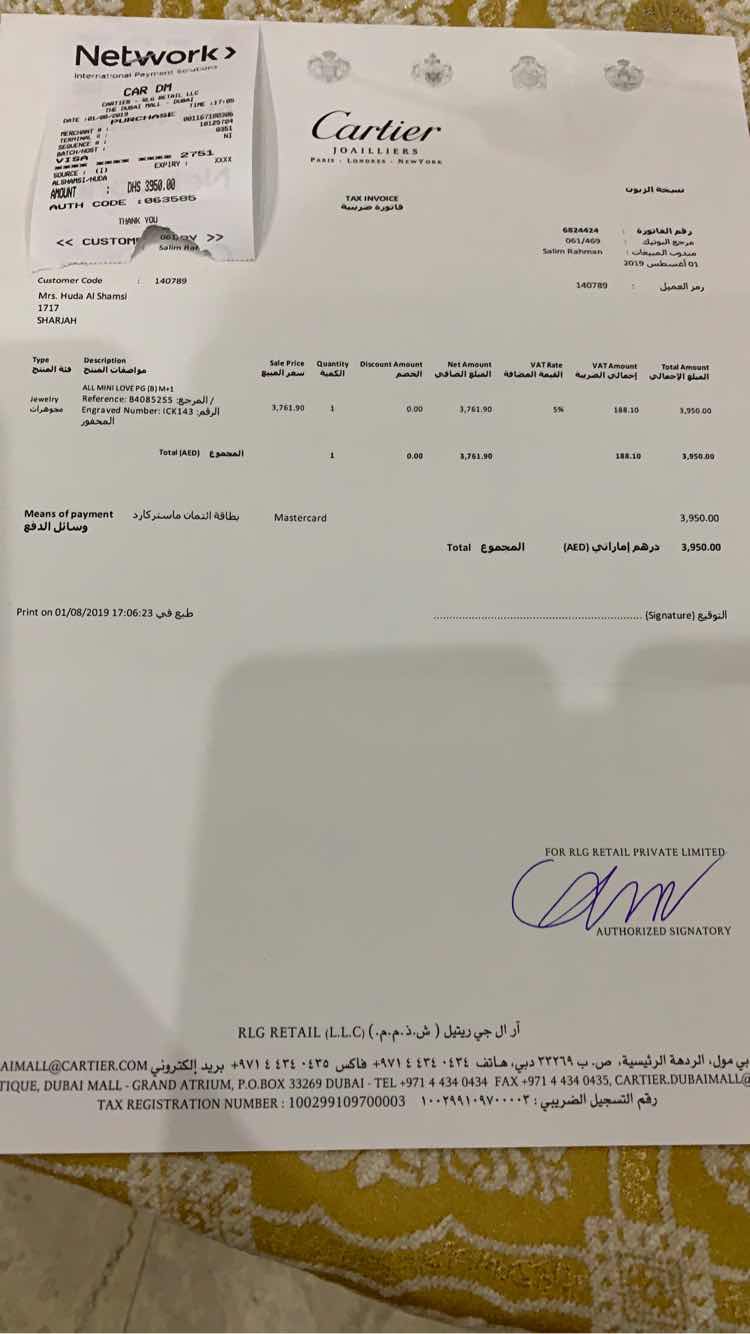 Network>
International Payment Solutions
CAR DM
CARTIER - RLG RETAIL LLC
THE DUBAI MALL - DUBAI
DATE :01/08/2019 TIME :17:05
PURCHASE
MERCHANT # : 001167180306
TERMINAL # : 10125704
SEQUENCE # : 0351
BATCH/HOST : NI
VISA
**** **** **** 2751
EXPIRY : XXXX
SOURCE : (I)
ALSHAMSI/HUDA
AMOUNT : DHS 3950.00
AUTH CODE :063585
THANK YOU
<< CUSTOM >>
Cartier
JOAILLIERS
PARIS - LONDRES - NEWYORK
TAX INVOICE
فاتورة ضريبية
نسخة الزبون
6824424 : رقم الفاتورة
061/469 : مرجع البوتيك
Salim Rahman : مندوب المبيعات
01 أغسطس 2019
Customer Code : 140789
140789 : رمز العميل
Mrs. Huda Al Shamsi
1717
SHARJAH
Type Description Sale Price Quantity Discount Amount Net Amount VAT Rate VAT Amount Total Amount
فئة المنتج مواصفات المنتج سعر المبيع الكمية الخصم المبلغ الصافي القيمة المضافة إجمالي الضريبة المبلغ الإجمالي
ALL MINI LOVE PG (B) M+1
Jewelry Reference: B4085255 :المرجع / 3,761.90 1 0.00 3,761.90 5% 188.10 3,950.00
مجوهرات Engraved Number: ICK143 :الرقم
المحفور
Total (AED) المجموع 1 0.00 3,761.90 188.10 3,950.00
Means of payment بطاقة ائتمان ماستركارد Mastercard 3,950.00
وسائل الدفع
Total المجموع درهم إماراتي (AED) 3,950.00
Print on 01/08/2019 17:06:23 طبع في
التوقيع (Signature)
FOR RLG RETAIL PRIVATE LIMITED
AUTHORIZED SIGNATORY
RLG RETAIL (L.L.C) (.آر ال جي ريتيل ( ش.ذ.م.م
بي مول، الردهة الرئيسية، ص. ب ٣٣٢٦٩ دبي، هاتف ٠٤٣٤ ٤٣٤ ٤ ٩٧١+ فاكس ٠٤٣٥ ٤٣٤ ٤ ٩٧١+ بريد إلكتروني AIMALL@CARTIER.COM
TIQUE, DUBAI MALL - GRAND ATRIUM, P.O.BOX 33269 DUBAI - TEL +971 4 434 0434 FAX +971 4 434 0435, CARTIER.DUBAIMALL@
TAX REGISTRATION NUMBER : 100299109700003 رقم التسجيل الضريبي : ١٠٠٢٩٩١٠٩٧٠٠٠٠٣